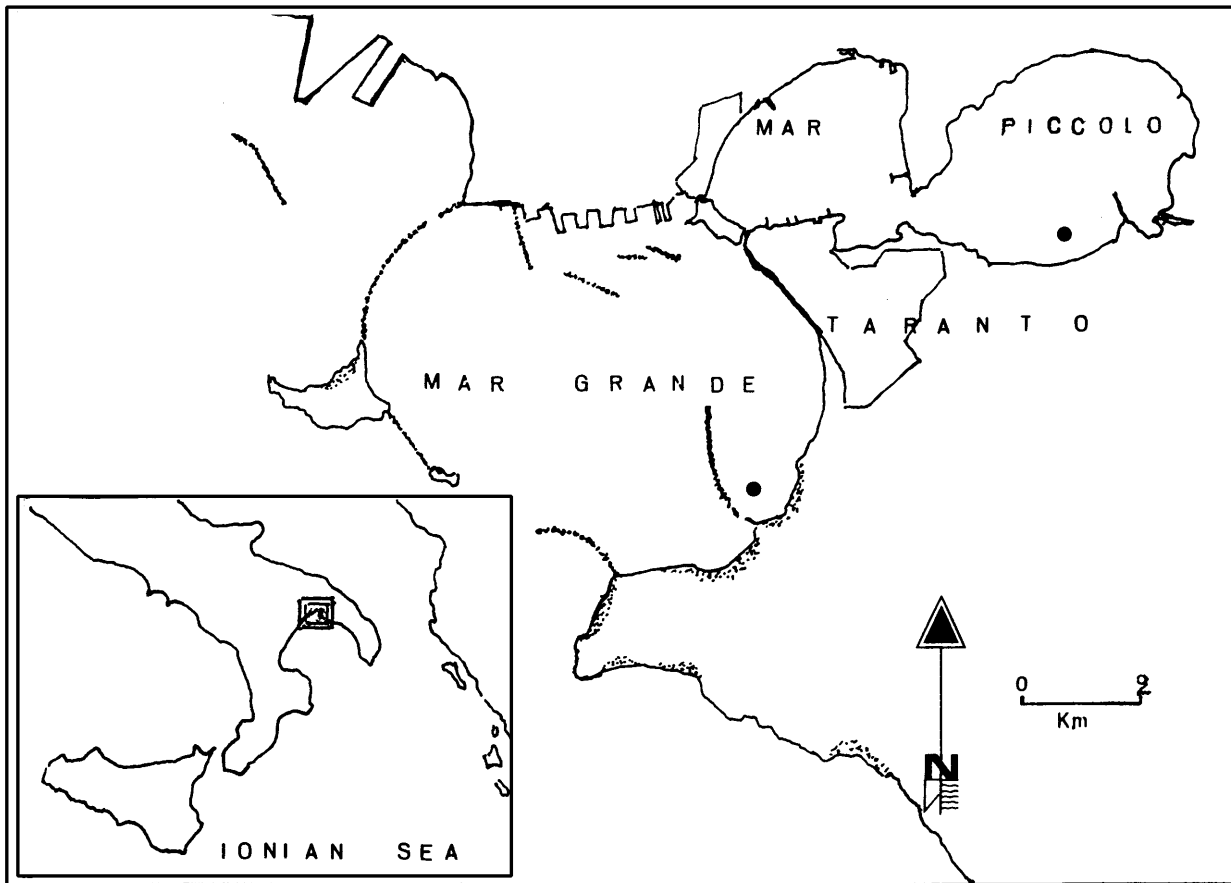 MAR PICCOLO
TARANTO
MAR GRANDE
0 2
Km
N
IONIAN SEA